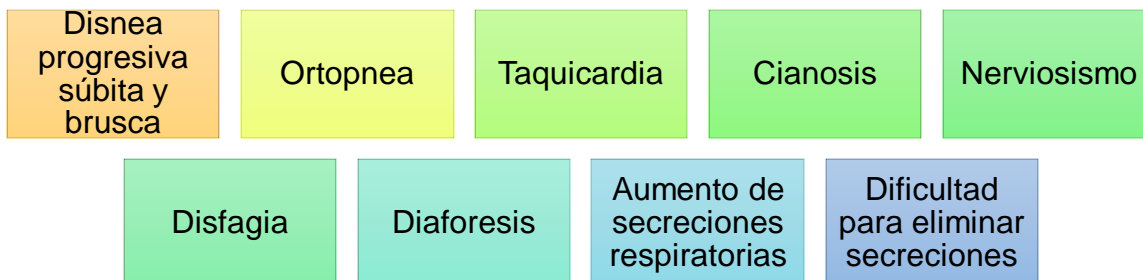 Disnea
progresiva
súbita y
brusca
Ortopnea
Taquicardia
Cianosis
Nerviosismo
Disfagia
Diaforesis
Aumento de
secreciones
respiratorias
Dificultad
para eliminar
secreciones